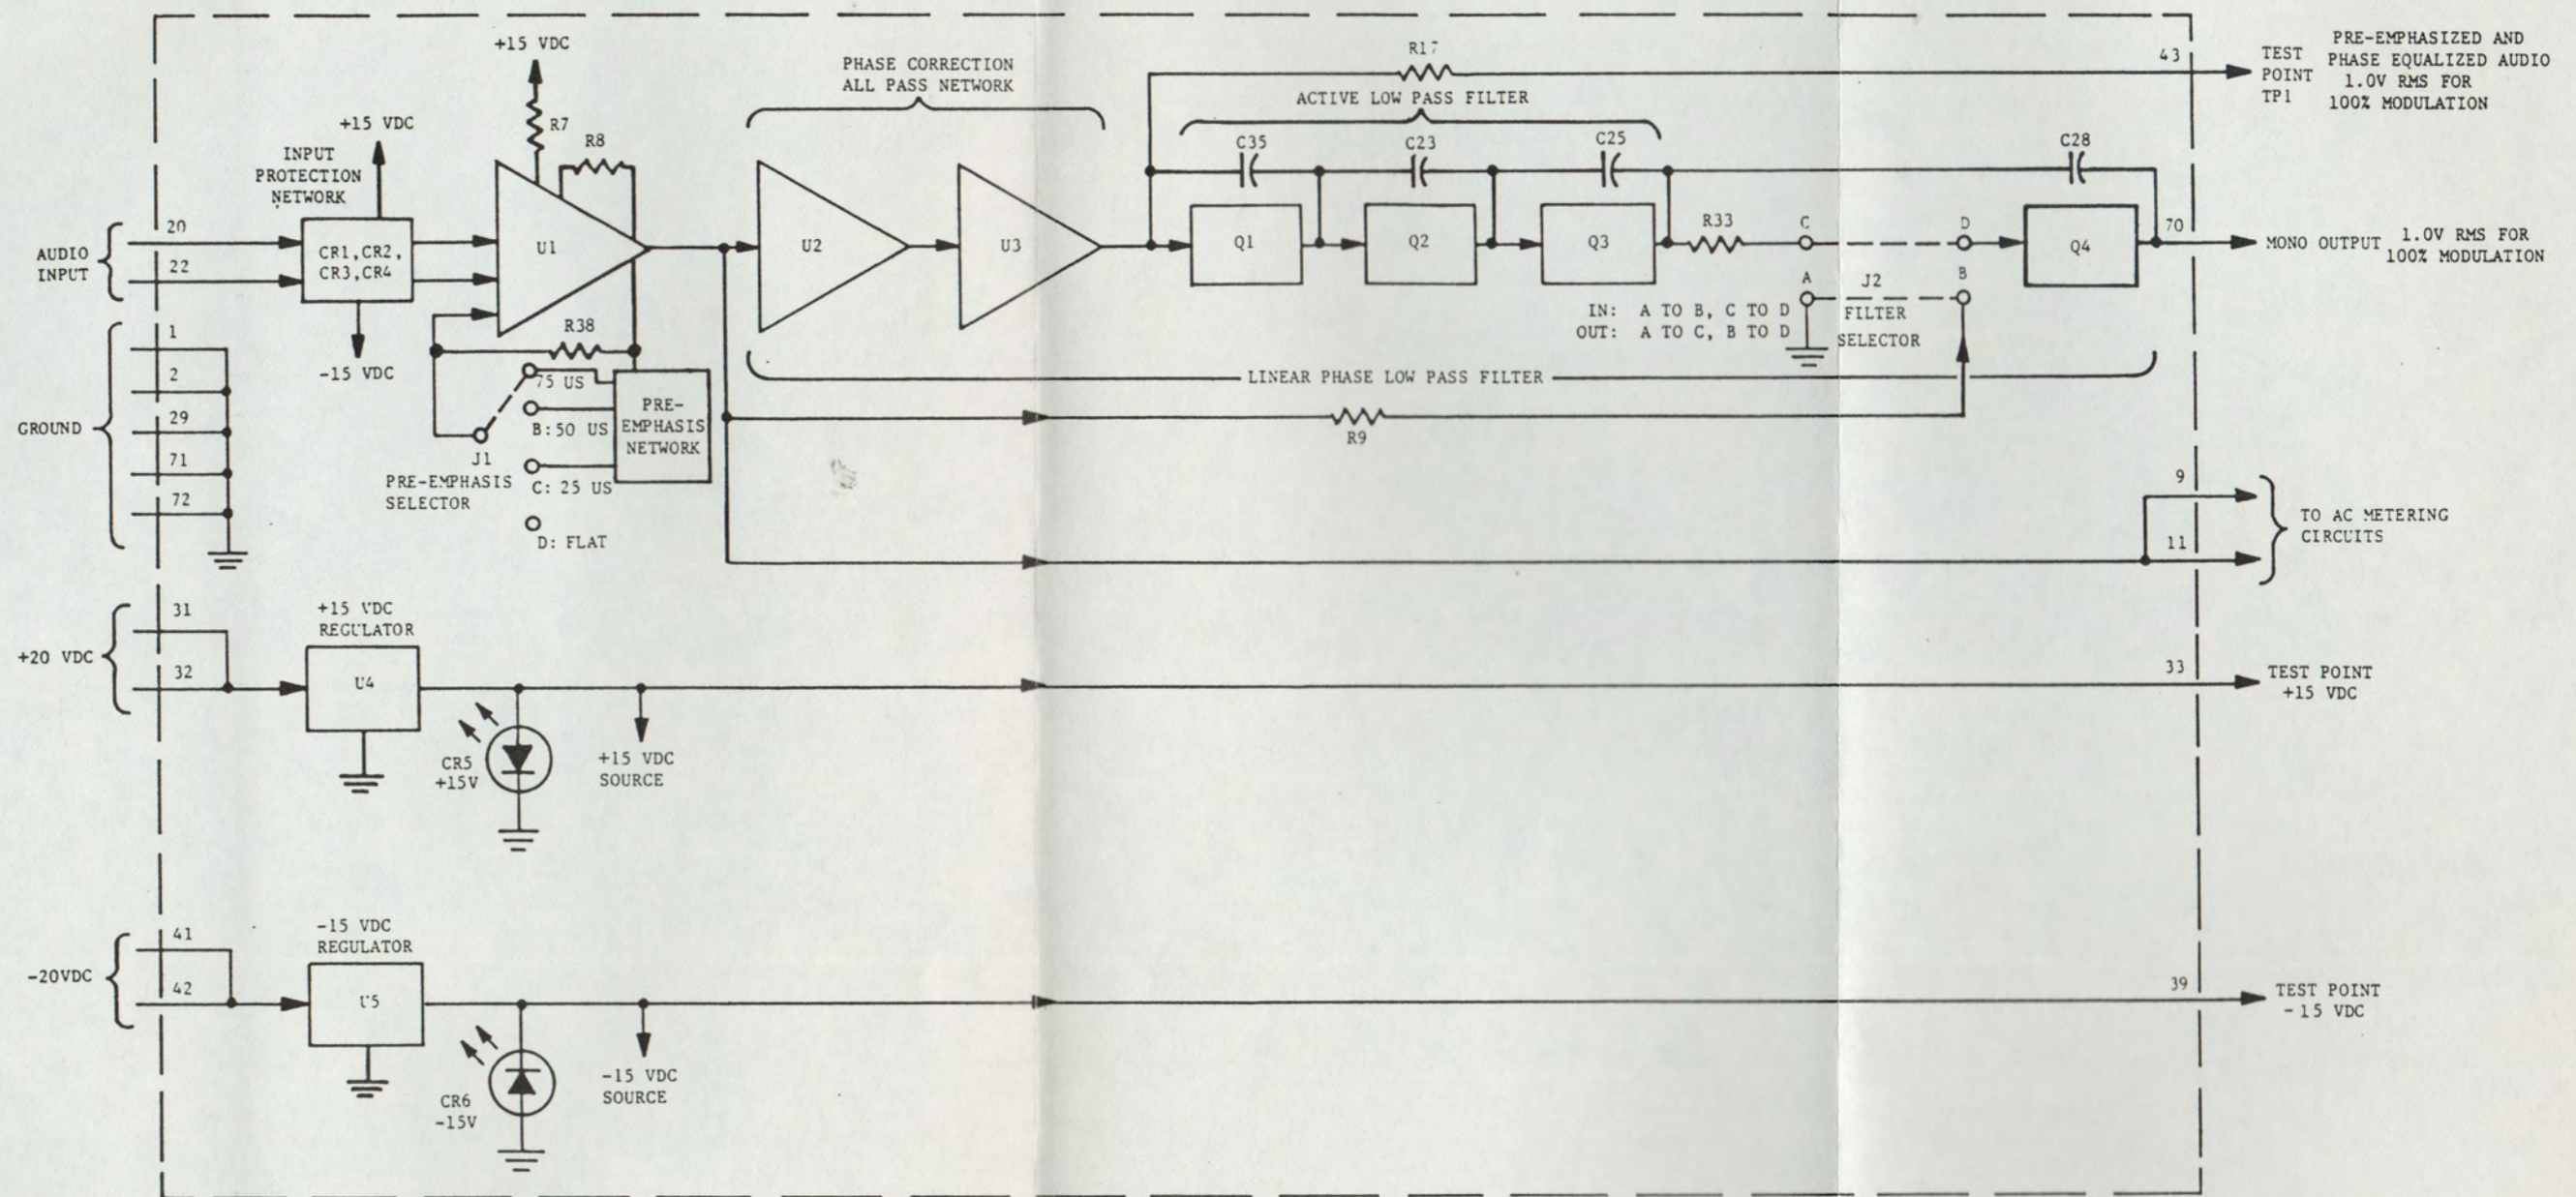 +15 VDC
R7
R8
+15 VDC
INPUT
PROTECTION
NETWORK
AUDIO
INPUT
20
22
CR1,CR2,
CR3,CR4
-15 VDC
U1
R38
PHASE CORRECTION
ALL PASS NETWORK
U2
U3
R17
ACTIVE LOW PASS FILTER
C35
C23
C25
C28
Q1
Q2
Q3
R33
C
D
Q4
A
J2
B
IN: A TO B, C TO D
OUT: A TO C, B TO D
FILTER
SELECTOR
LINEAR PHASE LOW PASS FILTER
43
TEST
POINT
TP1
PRE-EMPHASIZED AND
PHASE EQUALIZED AUDIO
1.0V RMS FOR
100% MODULATION
70
MONO OUTPUT
1.0V RMS FOR
100% MODULATION
GROUND
1
2
29
71
72
75 US
B:50 US
C: 25 US
D: FLAT
J1
PRE-EMPHASIS
SELECTOR
PRE-
EMPHASIS
NETWORK
R9
9
11
TO AC METERING
CIRCUITS
+20 VDC
31
32
+15 VDC
REGULATOR
U4
CR5
+15V
+15 VDC
SOURCE
33
TEST POINT
+15 VDC
-20VDC
41
42
-15 VDC
REGULATOR
U5
CR6
-15V
-15 VDC
SOURCE
39
TEST POINT
-15 VDC